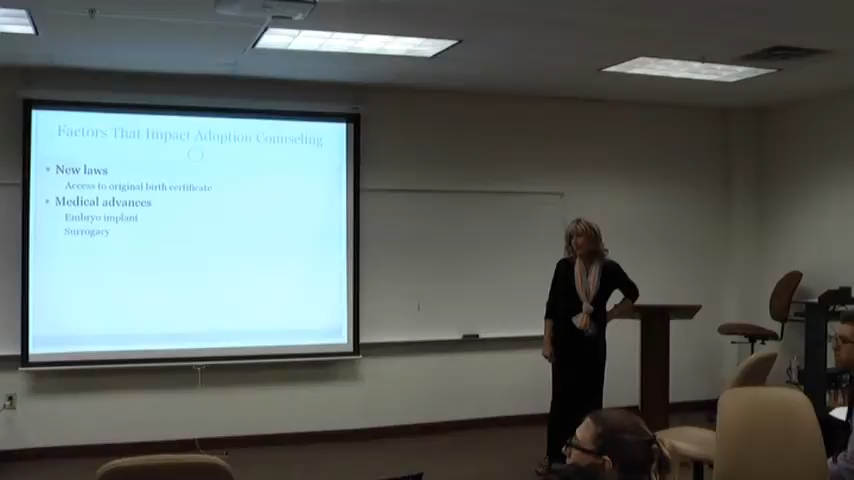 Factors That Impact Adoption Counseling
• New laws
Access to original birth certificate
• Medical advances
Embryo implant
Surrogacy